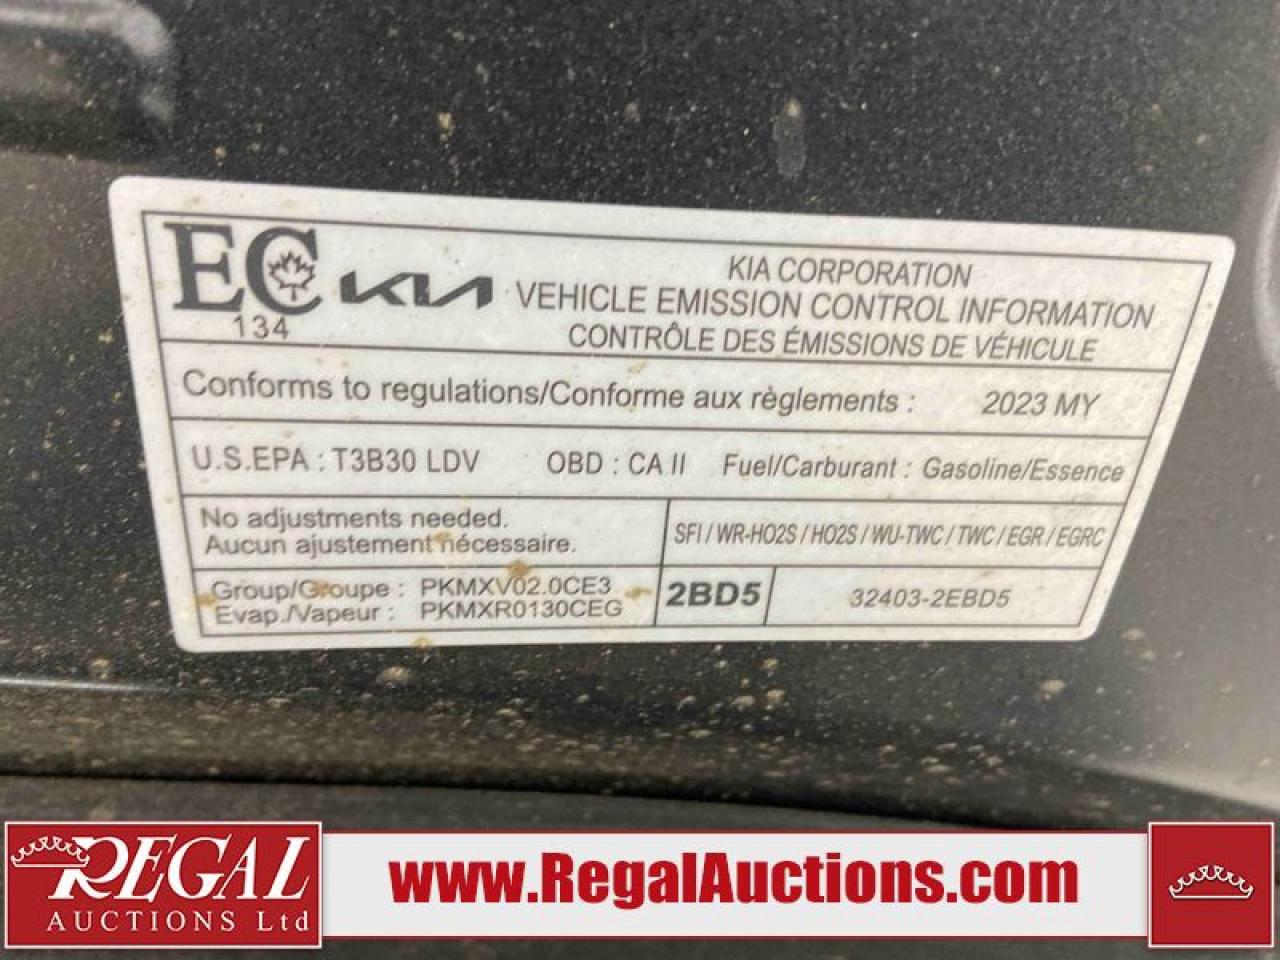 EC
134
KIA
KIA CORPORATION
VEHICLE EMISSION CONTROL INFORMATION
CONTRÔLE DES ÉMISSIONS DE VÉHICULE
Conforms to regulations/Conforme aux règlements : 2023 MY
U.S.EPA : T3B30 LDV OBD : CA II Fuel/Carburant : Gasoline/Essence
No adjustments needed.
Aucun ajustement nécessaire.
SFI / WR-HO2S / HO2S / WU-TWC / TWC / EGR / EGRC
Group/Groupe : PKMXV02.0CE3
Evap./Vapeur : PKMXR0130CEG
2BD5
32403-2EBD5
REGAL
AUCTIONS Ltd
www.RegalAuctions.com